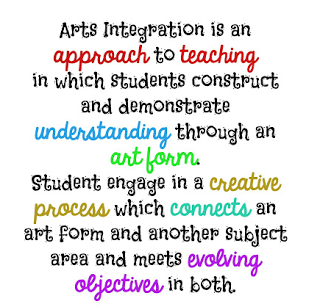 Arts Integration is an
approach to teaching
in which students construct
and demonstrate
understanding through an
art form.
Student engage in a creative
process which connects an
art form and another subject
area and meets evolving
objectives in both.